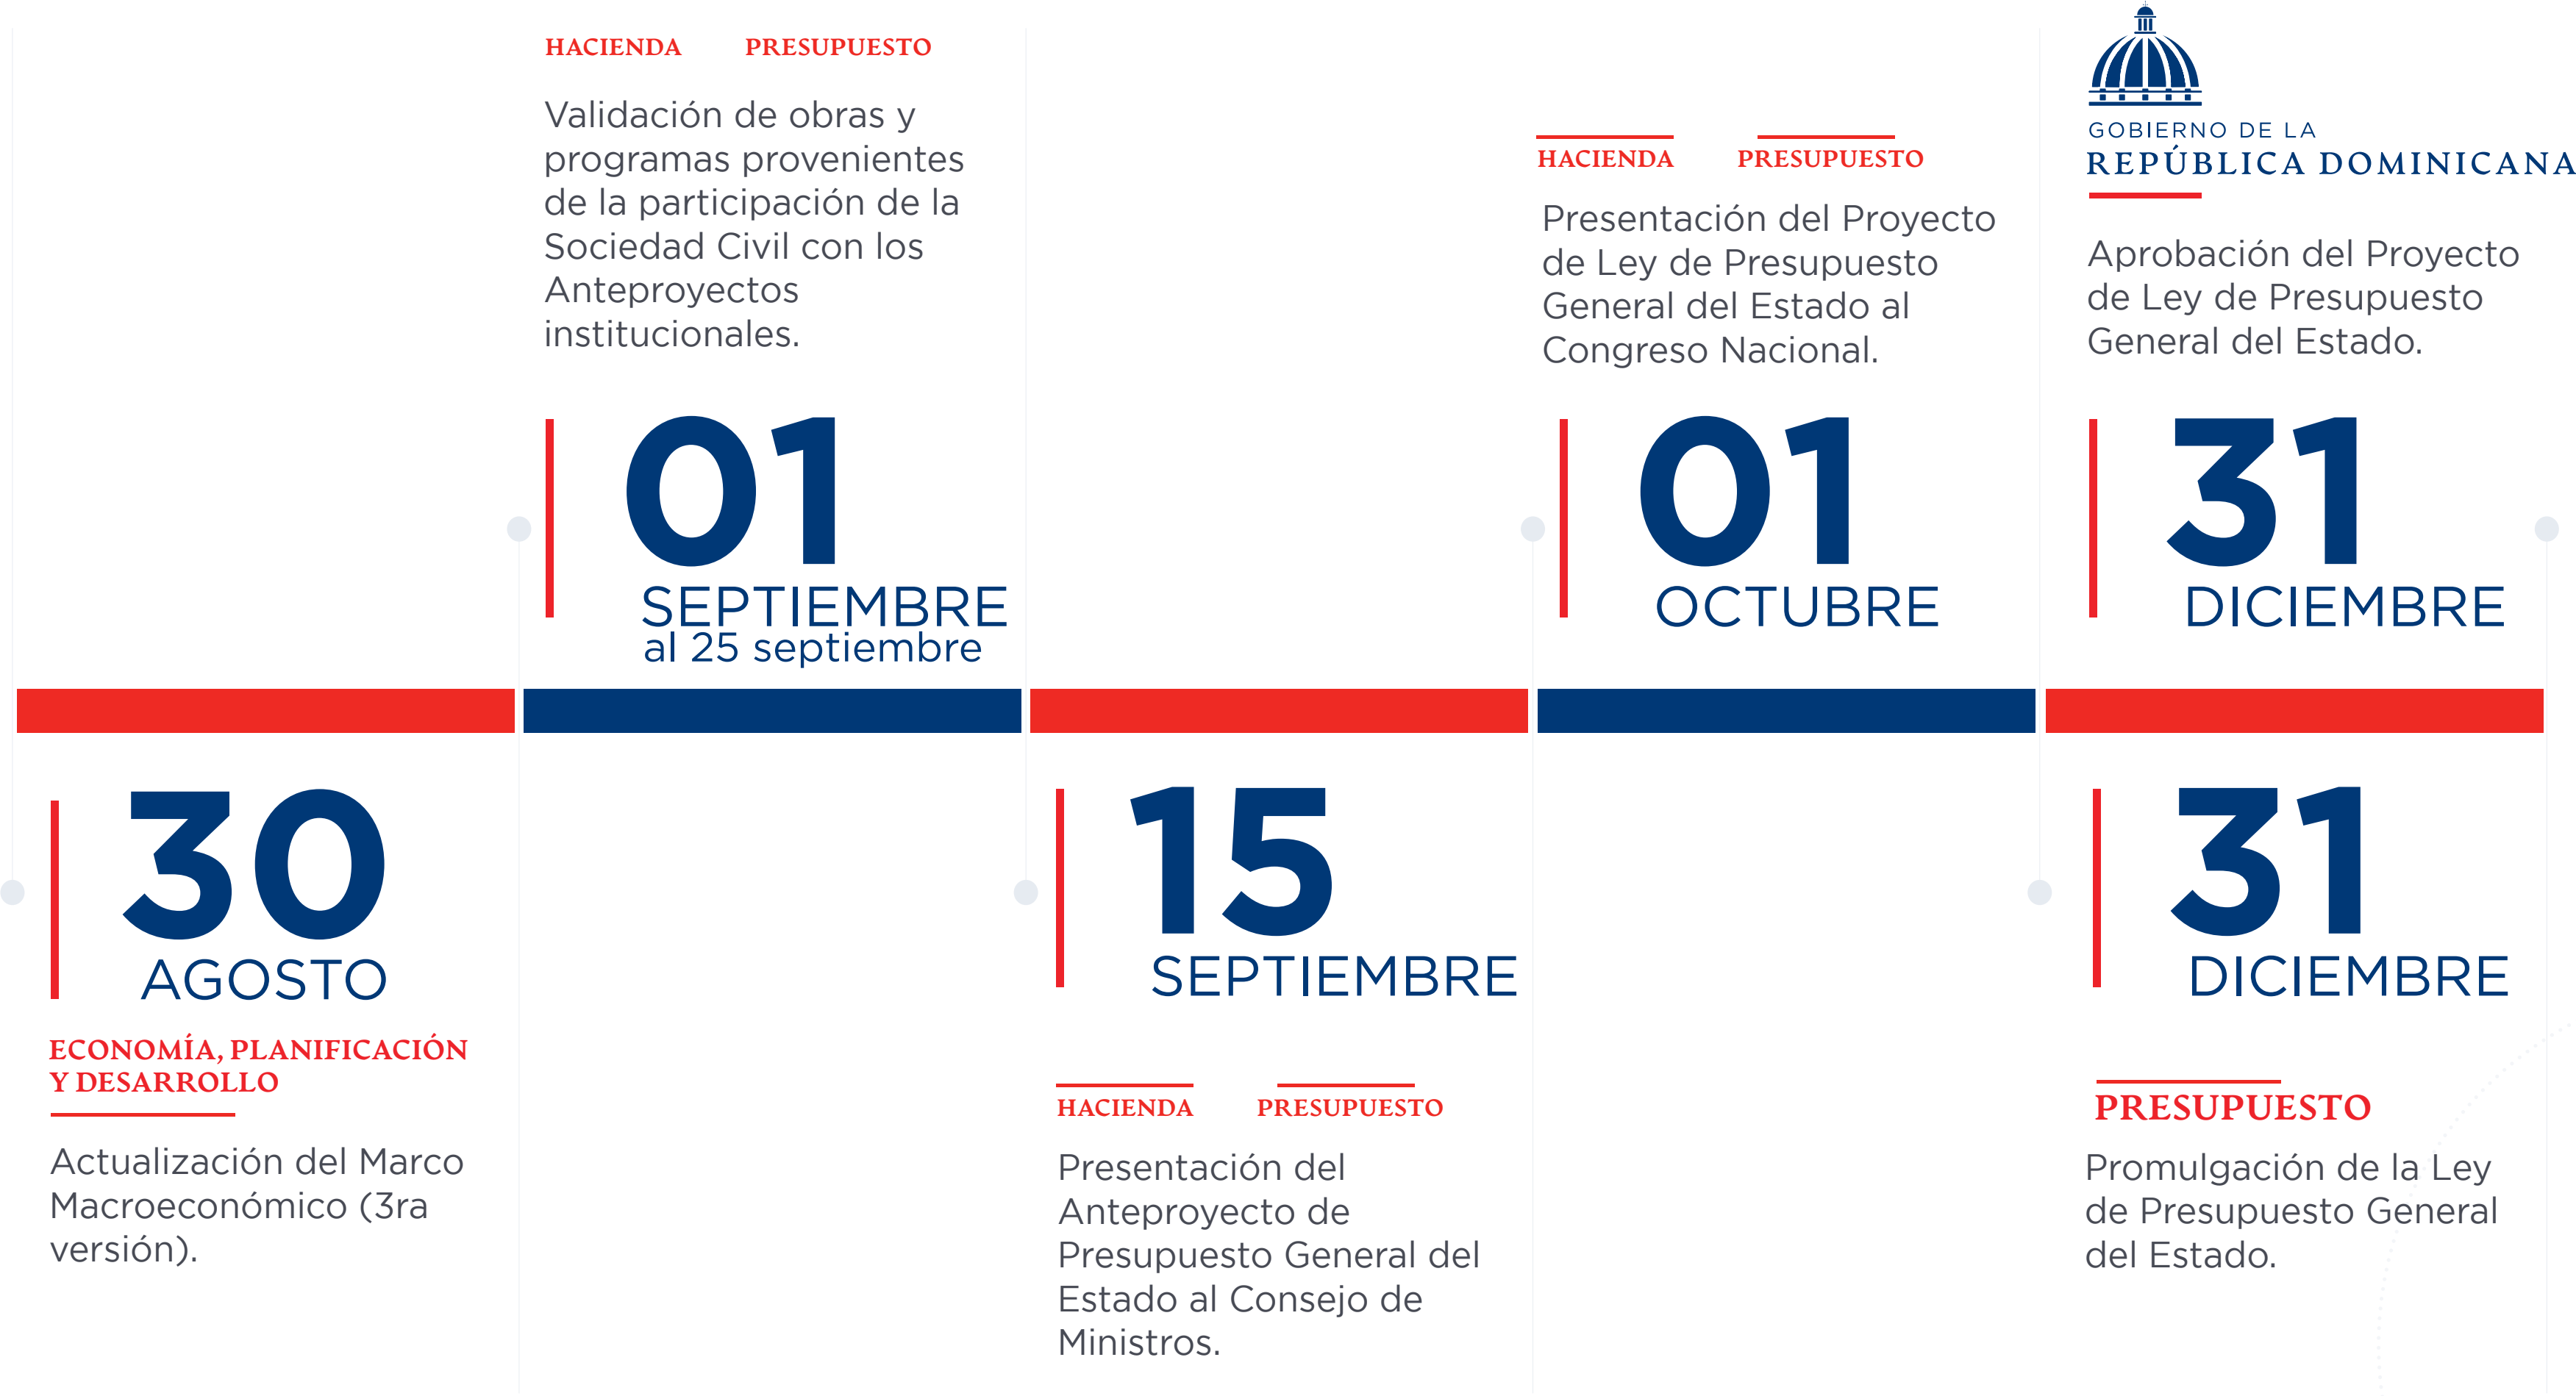 30
AGOSTO
ECONOMÍA, PLANIFICACIÓN
Y DESARROLLO
Actualización del Marco
Macroeconómico (3ra
versión).
HACIENDA PRESUPUESTO
Validación de obras y
programas provenientes
de la participación de la
Sociedad Civil con los
Anteproyectos
institucionales.
01
SEPTIEMBRE
al 25 septiembre
15
SEPTIEMBRE
HACIENDA PRESUPUESTO
Presentación del
Anteproyecto de
Presupuesto General del
Estado al Consejo de
Ministros.
HACIENDA PRESUPUESTO
Presentación del Proyecto
de Ley de Presupuesto
General del Estado al
Congreso Nacional.
01
OCTUBRE
GOBIERNO DE LA
REPÚBLICA DOMINICANA
Aprobación del Proyecto
de Ley de Presupuesto
General del Estado.
31
DICIEMBRE
31
DICIEMBRE
PRESUPUESTO
Promulgación de la Ley
de Presupuesto General
del Estado.